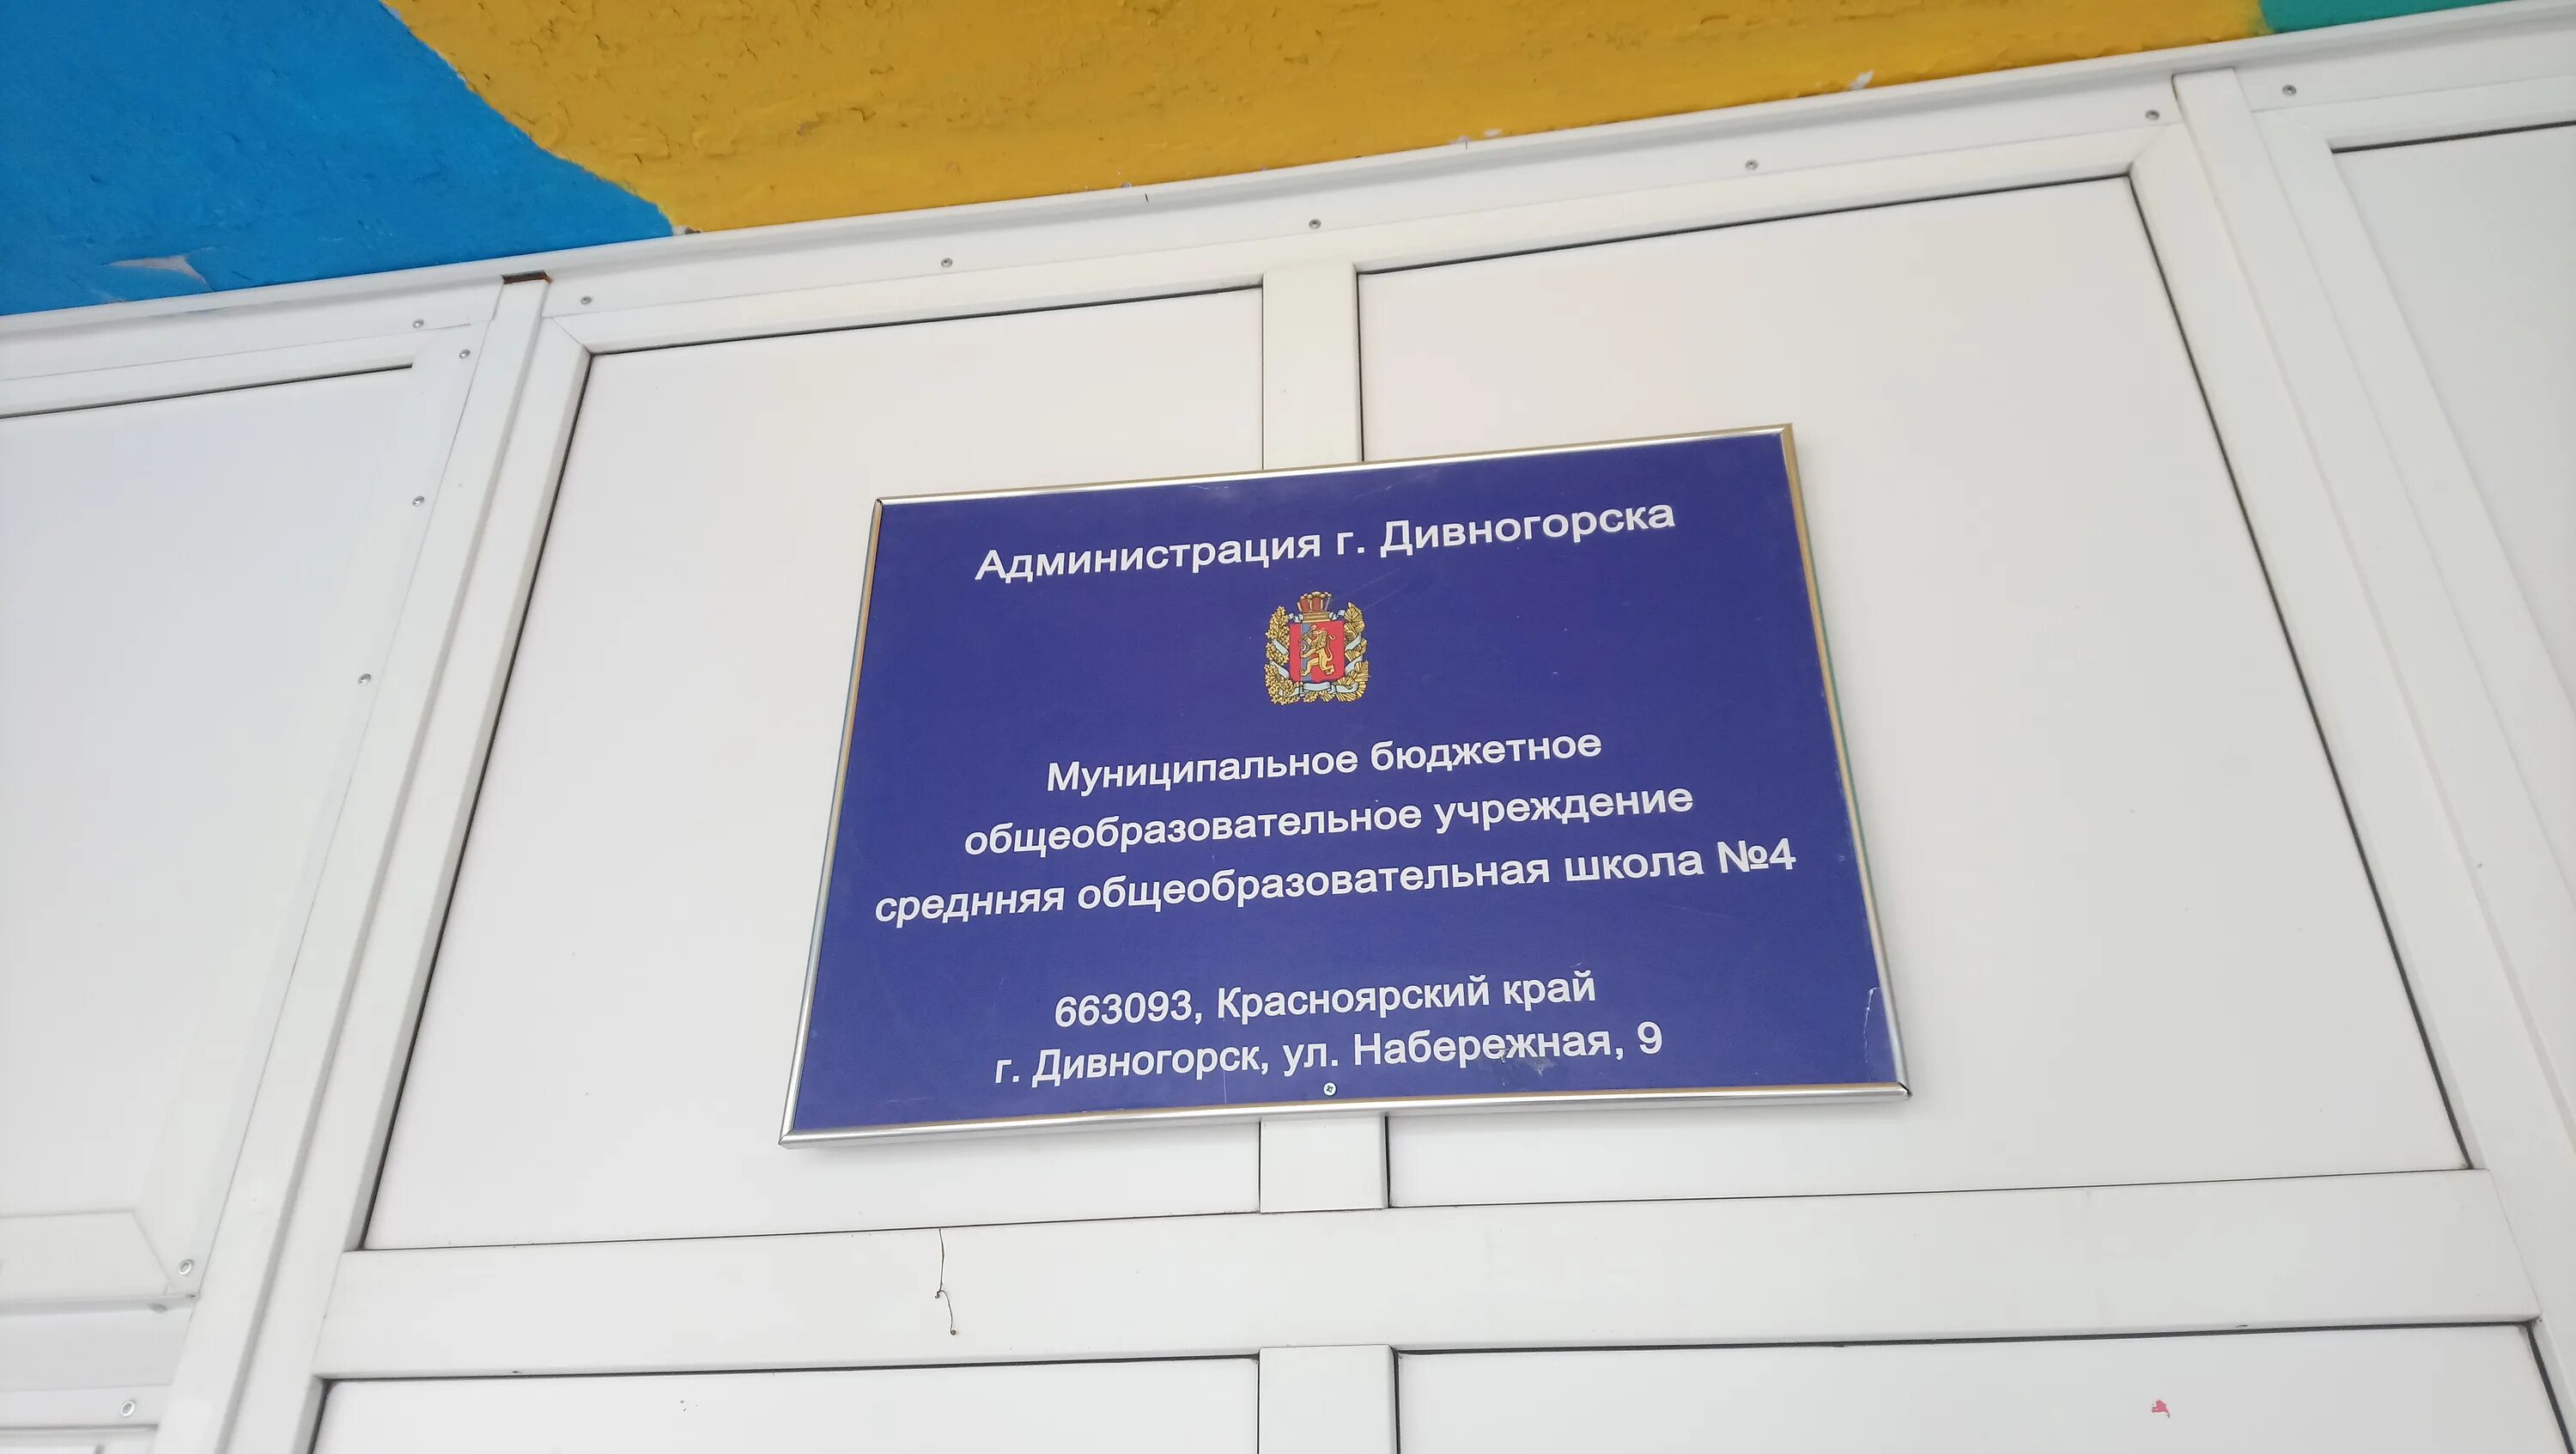 Администрация г. Дивногорска
Муниципальное бюджетное
общеобразовательное учреждение
среднняя общеобразовательная школа №4
663093, Красноярский край
г. Дивногорск, ул. Набережная, 9